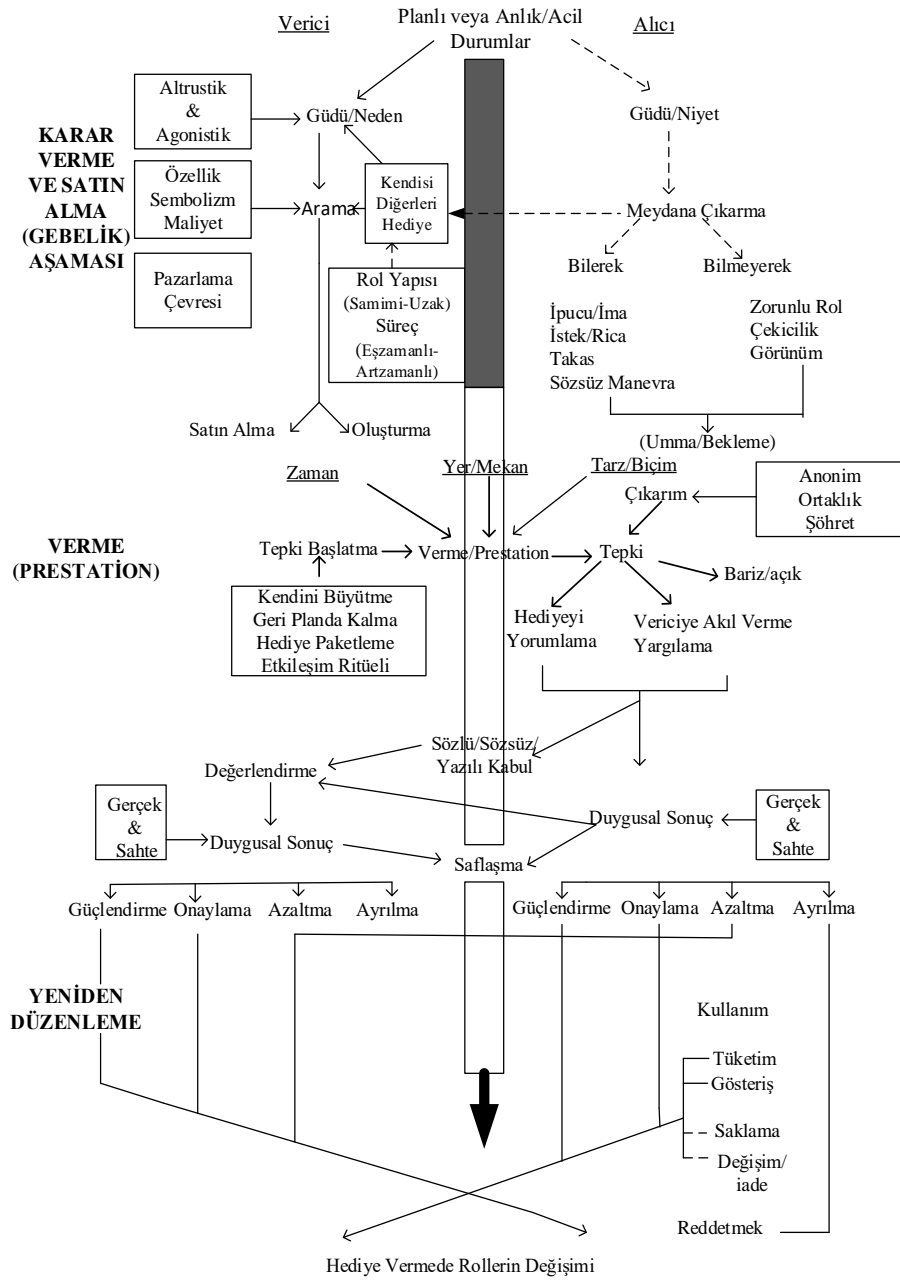 Verici
Planlı veya Anlık/Acil
Durumlar
Alıcı
Altrustik
&
Agonistik
Güdü/Neden
Güdü/Niyet
KARAR
VERME
VE SATIN
ALMA
(GEBELİK)
AŞAMASI
Özellik
Sembolizm
Maliyet
Arama
Kendisi
Diğerleri
Hediye
Meydana Çıkarma
Bilerek
Bilmeyerek
Pazarlama
Çevresi
Rol Yapısı
(Samimi-Uzak)
Süreç
(Eşzamanlı-
Artzamanlı)
İpucu/İma
İstek/Rica
Takas
Sözsüz Manevra
Zorunlu Rol
Çekicilik
Görünüm
Satın Alma
Oluşturma
(Umma/Bekleme)
Zaman
Yer/Mekan
Tarz/Biçim
Çıkarım
Anonim
Ortaklık
Şöhret
VERME
(PRESTATİON)
Tepki Başlatma
Verme/Prestation
Tepki
Bariz/açık
Kendini Büyütme
Geri Planda Kalma
Hediye Paketleme
Etkileşim Ritüeli
Hediyeyi
Yorumlama
Vericiye Akıl Verme
Yargılama
Sözlü/Sözsüz/
Yazılı Kabul
Değerlendirme
Gerçek
&
Sahte
Duygusal Sonuç
Duygusal Sonuç
Gerçek
&
Sahte
Saflaşma
Güçlendirme
Onaylama
Azaltma
Ayrılma
Güçlendirme
Onaylama
Azaltma
Ayrılma
YENİDEN
DÜZENLEME
Kullanım
Tüketim
Gösteriş
Saklama
Değişim/
iade
Reddetmek
Hediye Vermede Rollerin Değişimi